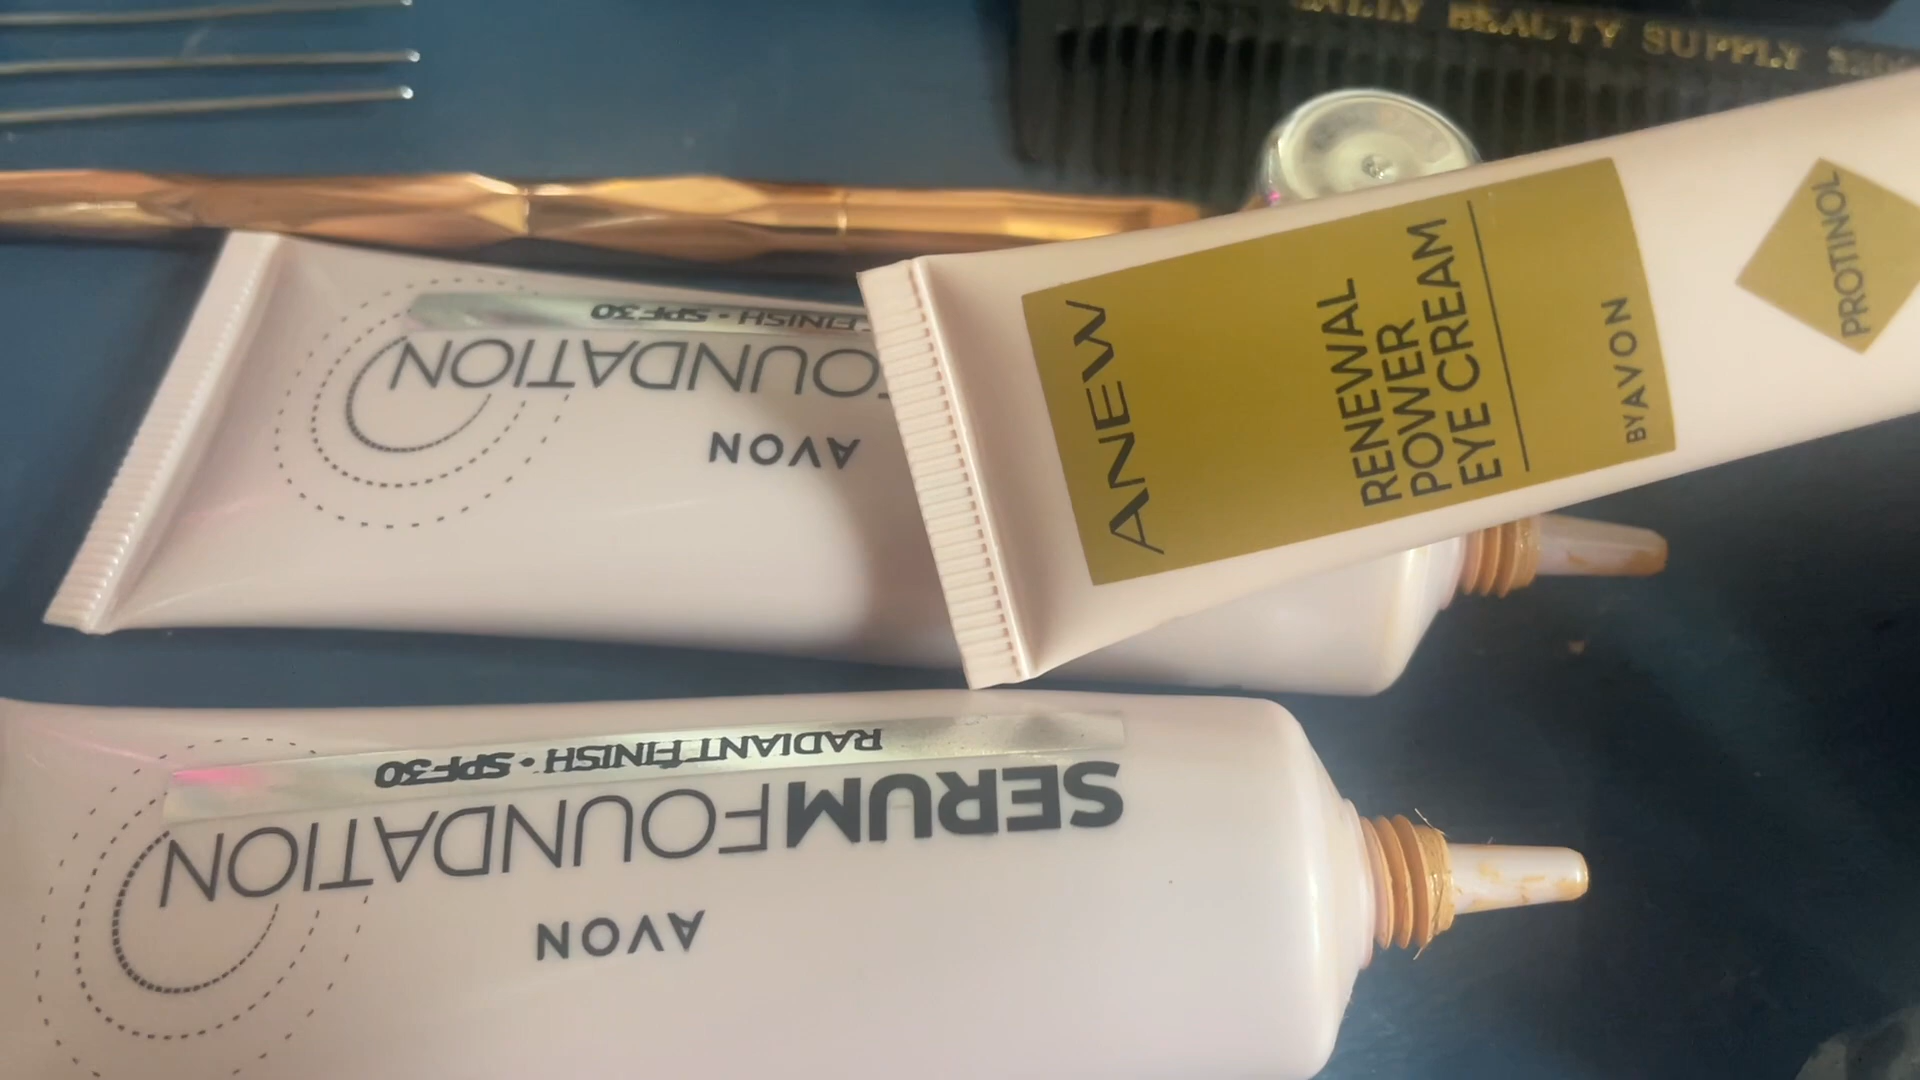 BEAUTY SUPPLY
ANEW
RENEWAL
POWER
EYE CREAM
BY AVON
PROTINOL
FINISH • SPF30
FOUNDATION
AVON
RADIANT FINISH • SPF30
SERUM FOUNDATION
AVON